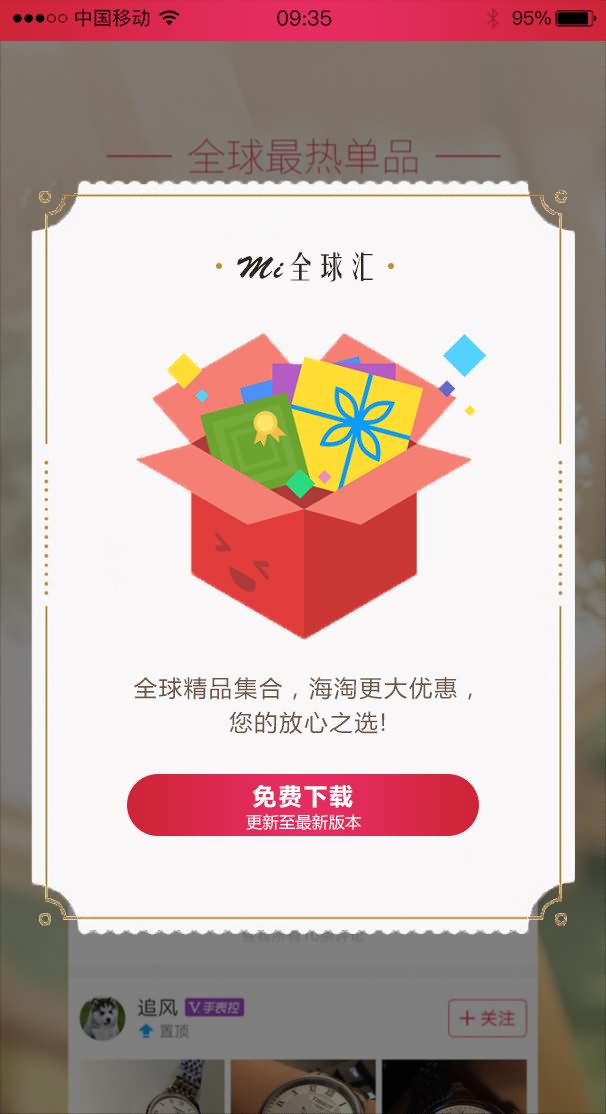 中国移动 09:35 95%
全球最热单品
Mi全球汇
全球精品集合，海淘更大优惠，
您的放心之选!
免费下载
更新至最新版本
追风 V手表控
置顶
+ 关注